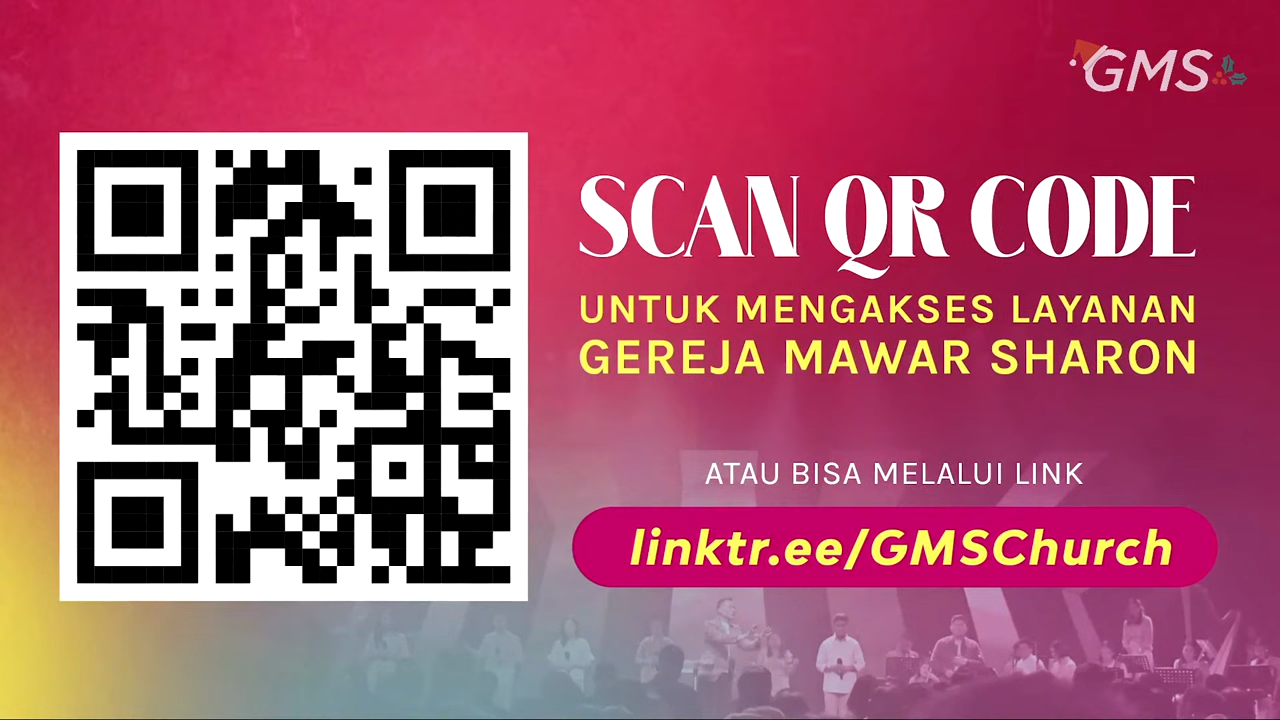 GMS
SCAN QR CODE
UNTUK MENGAKSES LAYANAN
GEREJA MAWAR SHARON
ATAU BISA MELALUI LINK
linktr.ee/GMSChurch